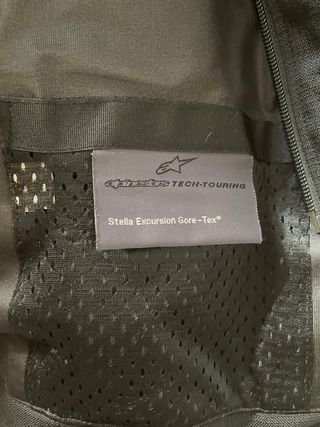 alpinestars TECH-TOURING
Stella Excursion Gore-Tex®